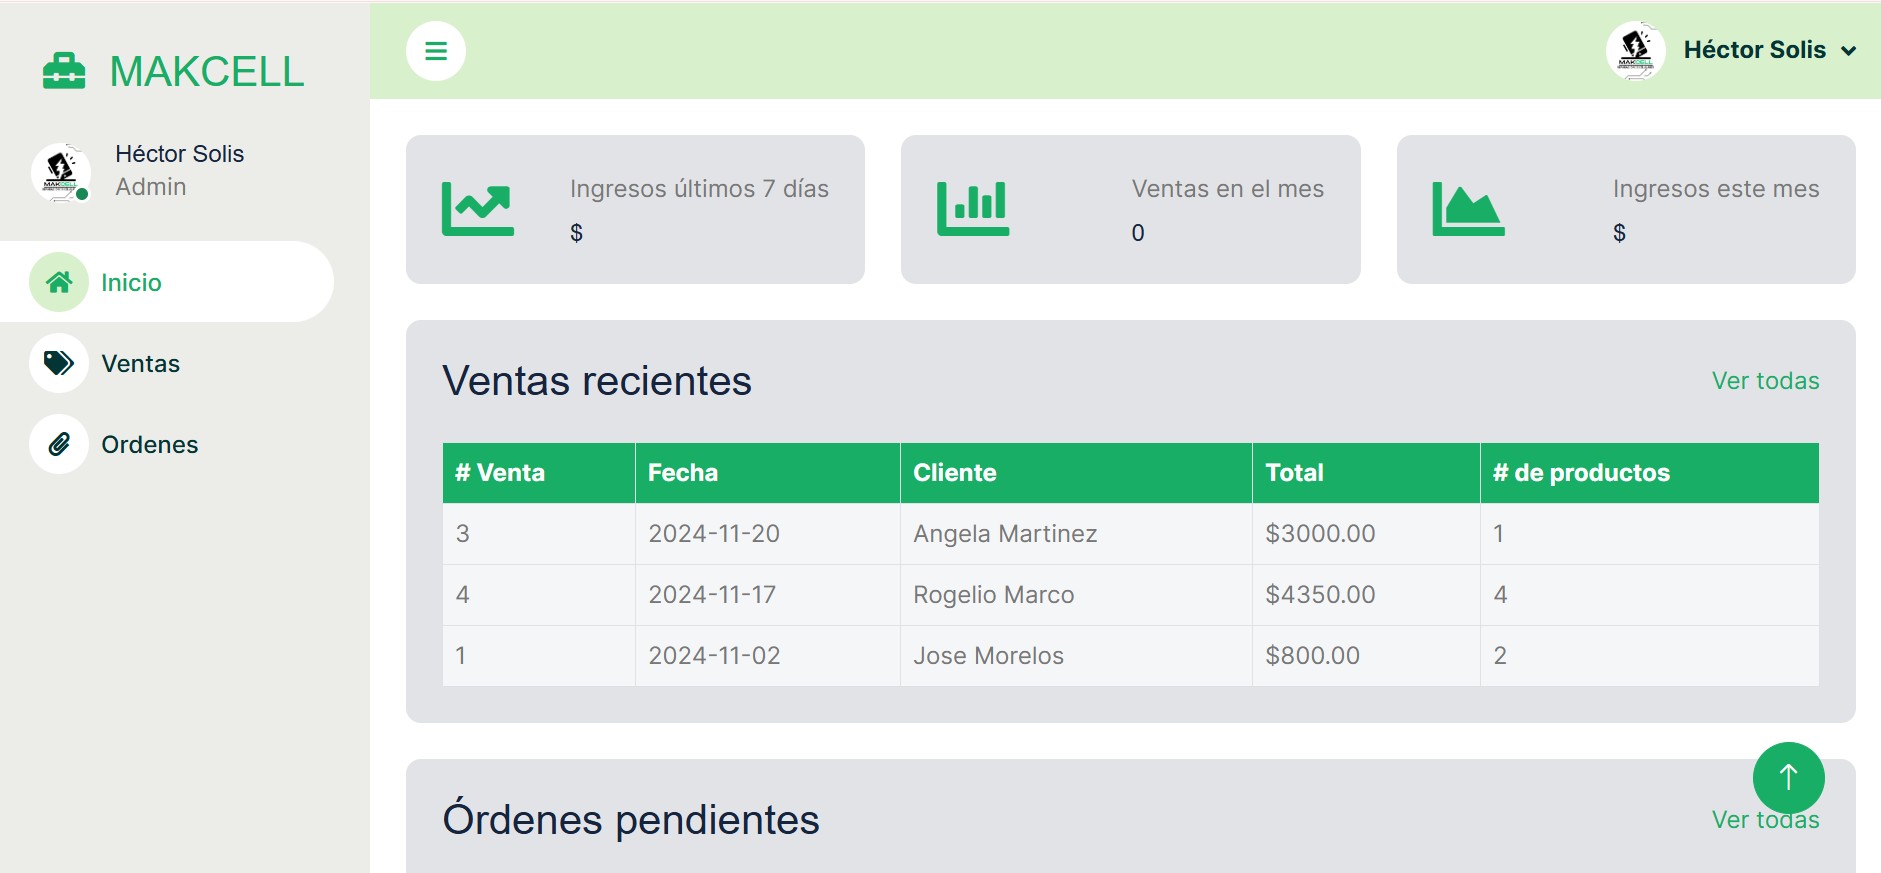 MAKCELL
Héctor Solis
Admin
Inicio
Ventas
Ordenes
Héctor Solis
Ingresos últimos 7 días
$
Ventas en el mes
0
Ingresos este mes
$
Ventas recientes
Ver todas
# Venta Fecha Cliente Total # de productos
3 2024-11-20 Angela Martinez $3000.00 1
4 2024-11-17 Rogelio Marco $4350.00 4
1 2024-11-02 Jose Morelos $800.00 2
Órdenes pendientes
Ver todas